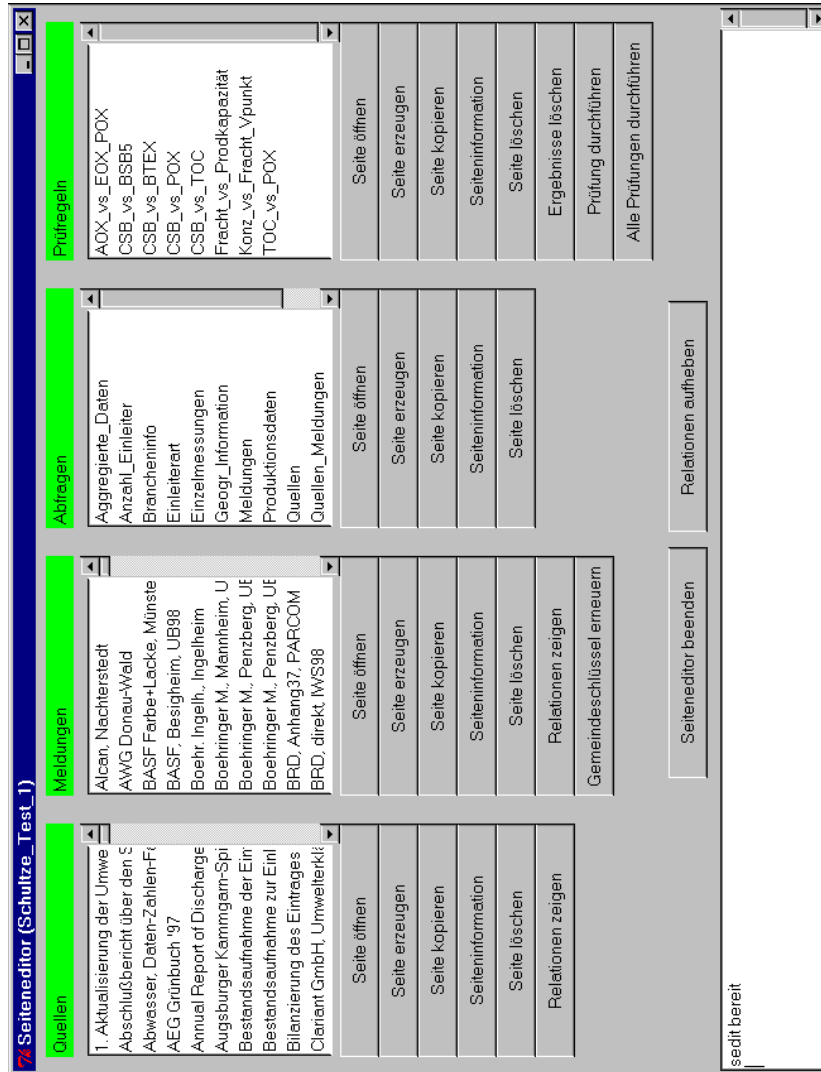 Seiteneditor (Schultze_Test_1)
Quellen
1. Aktualisierung der Umwe
Abschlußbericht über den S
Abwasser, Daten-Zahlen-Fa
AEG Grünbuch '97
Annual Report of Discharge
Augsburger Kammgarn-Spi
Bestandsaufnahme der Ein
Bestandsaufnahme zur Einl
Bilanzierung des Eintrages
Clariant GmbH, Umwelterklä
Seite öffnen
Seite erzeugen
Seite kopieren
Seiteninformation
Seite löschen
Relationen zeigen
Meldungen
Alcan, Nachterstedt
AWG Donau-Wald
BASF Farbe+Lacke, Münste
BASF, Besigheim, UB98
Boehr. Ingelh., Ingelheim
Boehringer M., Mannheim, U
Boehringer M., Penzberg, UB
Boehringer M., Penzberg, UB
BRD, Anhang37, PARCOM
BRD, direkt, IWS98
Seite öffnen
Seite erzeugen
Seite kopieren
Seiteninformation
Seite löschen
Relationen zeigen
Gemeindeschlüssel erneuern
Abfragen
Aggregierte_Daten
Anzahl_Einleiter
Brancheninfo
Einleiterart
Einzelmessungen
Geogr_Information
Meldungen
Produktionsdaten
Quellen
Quellen_Meldungen
Seite öffnen
Seite erzeugen
Seite kopieren
Seiteninformation
Seite löschen
Prüfregeln
AOX_vs_EOX_POX
CSB_vs_BSB5
CSB_vs_BTEX
CSB_vs_POX
CSB_vs_TOC
Fracht_vs_Prodkapazität
Konz_vs_Fracht_Vpunkt
TOC_vs_POX
Seite öffnen
Seite erzeugen
Seite kopieren
Seiteninformation
Seite löschen
Ergebnisse löschen
Prüfung durchführen
Alle Prüfungen durchführen
Seiteneditor beenden
Relationen aufheben
sedit bereit